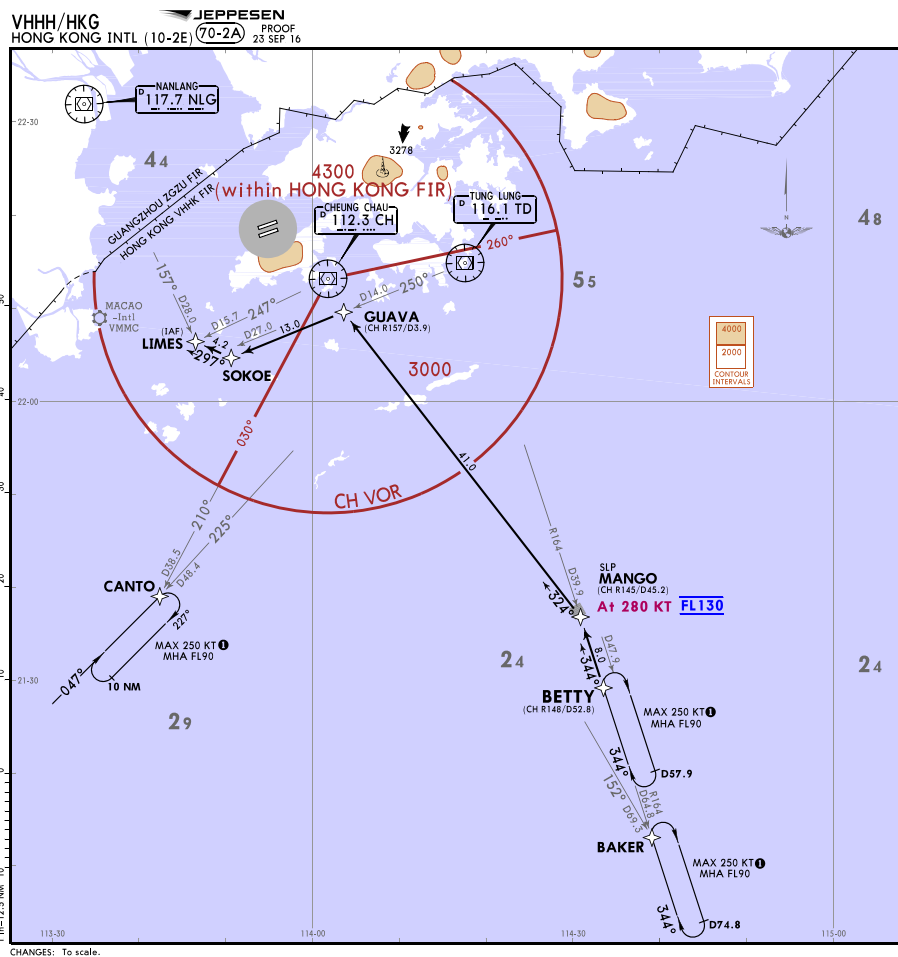 VHHH/HKG
JEPPESEN
HONG KONG INTL (10-2E)
70-2A
PROOF
23 SEP 16
NANLANG
D 117.7 NLG
22-30
44
GUANGZHOU ZGZU FIR
HONG KONG VHHK FIR
3278
4300
(within HONG KONG FIR)
CHEUNG CHAU
D 112.3 CH
TUNG LUNG
D 116.1 TD
260°
N
48
55
157°
D28.0
D15.7
247°
D14.0
250°
MACAO
-Intl
VMMC
(IAF)
LIMES
4.2
D27.0
13.0
297°
SOKOE
GUAVA
(CH R157/D3.9)
3000
4000
2000
CONTOUR
INTERVALS
22-00
030°
41.0
CH VOR
210°
225°
D38.5
D48.4
CANTO
227°
MAX 250 KT 1
MHA FL90
047°
10 NM
R164
D39.9
SLP
MANGO
(CH R145/D45.2)
At 280 KT FL130
324°
8.0
D47.9
344°
24
24
21-30
29
BETTY
(CH R148/D52.8)
MAX 250 KT 1
MHA FL90
344°
D57.9
152°
D69.3
D64.8
R164
BAKER
MAX 250 KT 1
MHA FL90
344°
D74.8
113-30
114-00
114-30
115-00
CHANGES: To scale.